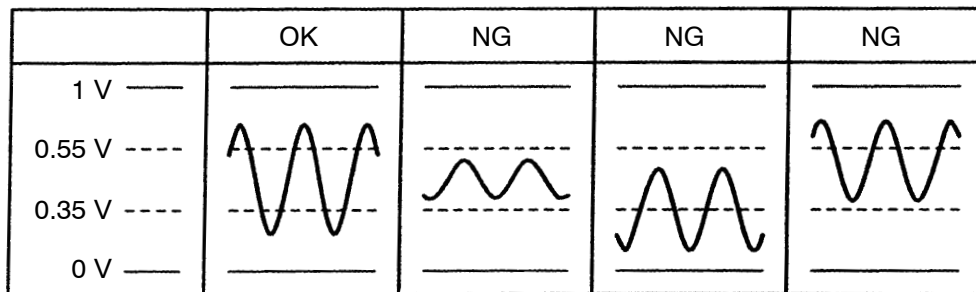 OK NG NG NG
1 V
0.55 V
0.35 V
0 V